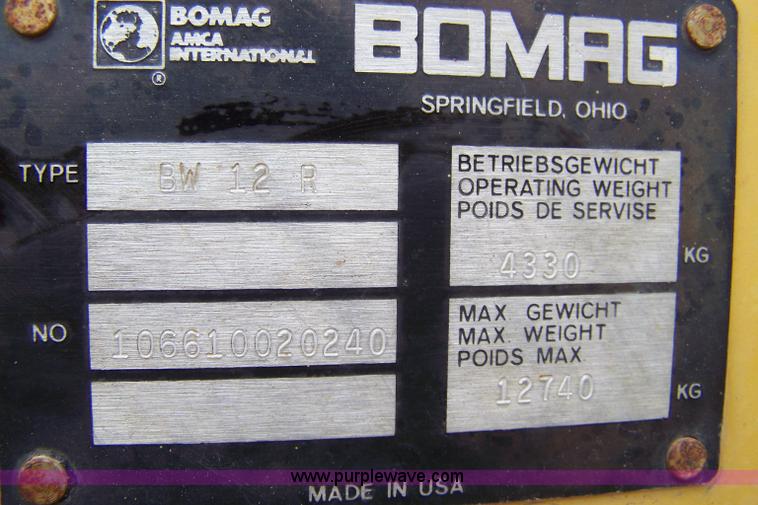 BOMAG
AMCA
INTERNATIONAL
®
BOMAG
SPRINGFIELD, OHIO
TYPE BW 12 R
BETRIEBSGEWICHT
OPERATING WEIGHT
POIDS DE SERVISE
4330 KG
NO 106610020240
MAX GEWICHT
MAX. WEIGHT
POIDS MAX
12740 KG
www.purplewave.com
MADE IN USA